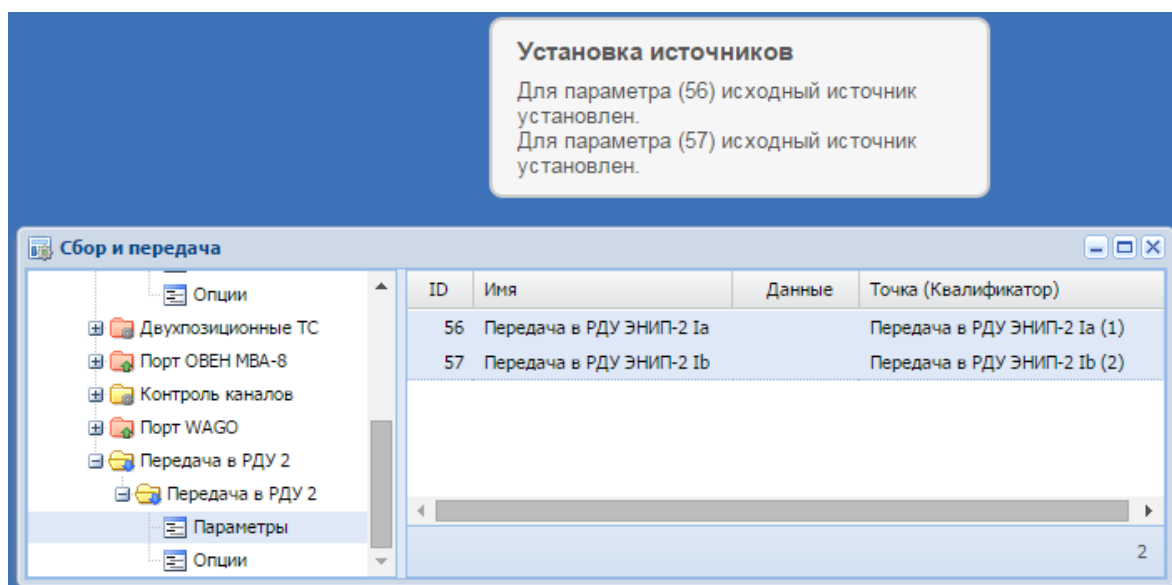 Установка источников
Для параметра (56) исходный источник
установлен.
Для параметра (57) исходный источник
установлен.
Сбор и передача
Опции
Двухпозиционные ТС
Порт ОВЕН МВА-8
Контроль каналов
Порт WAGO
Передача в РДУ 2
Передача в РДУ 2
Параметры
Опции
ID Имя Данные Точка (Квалификатор)
56 Передача в РДУ ЭНИП-2 Ia Передача в РДУ ЭНИП-2 Ia (1)
57 Передача в РДУ ЭНИП-2 Ib Передача в РДУ ЭНИП-2 Ib (2)
2